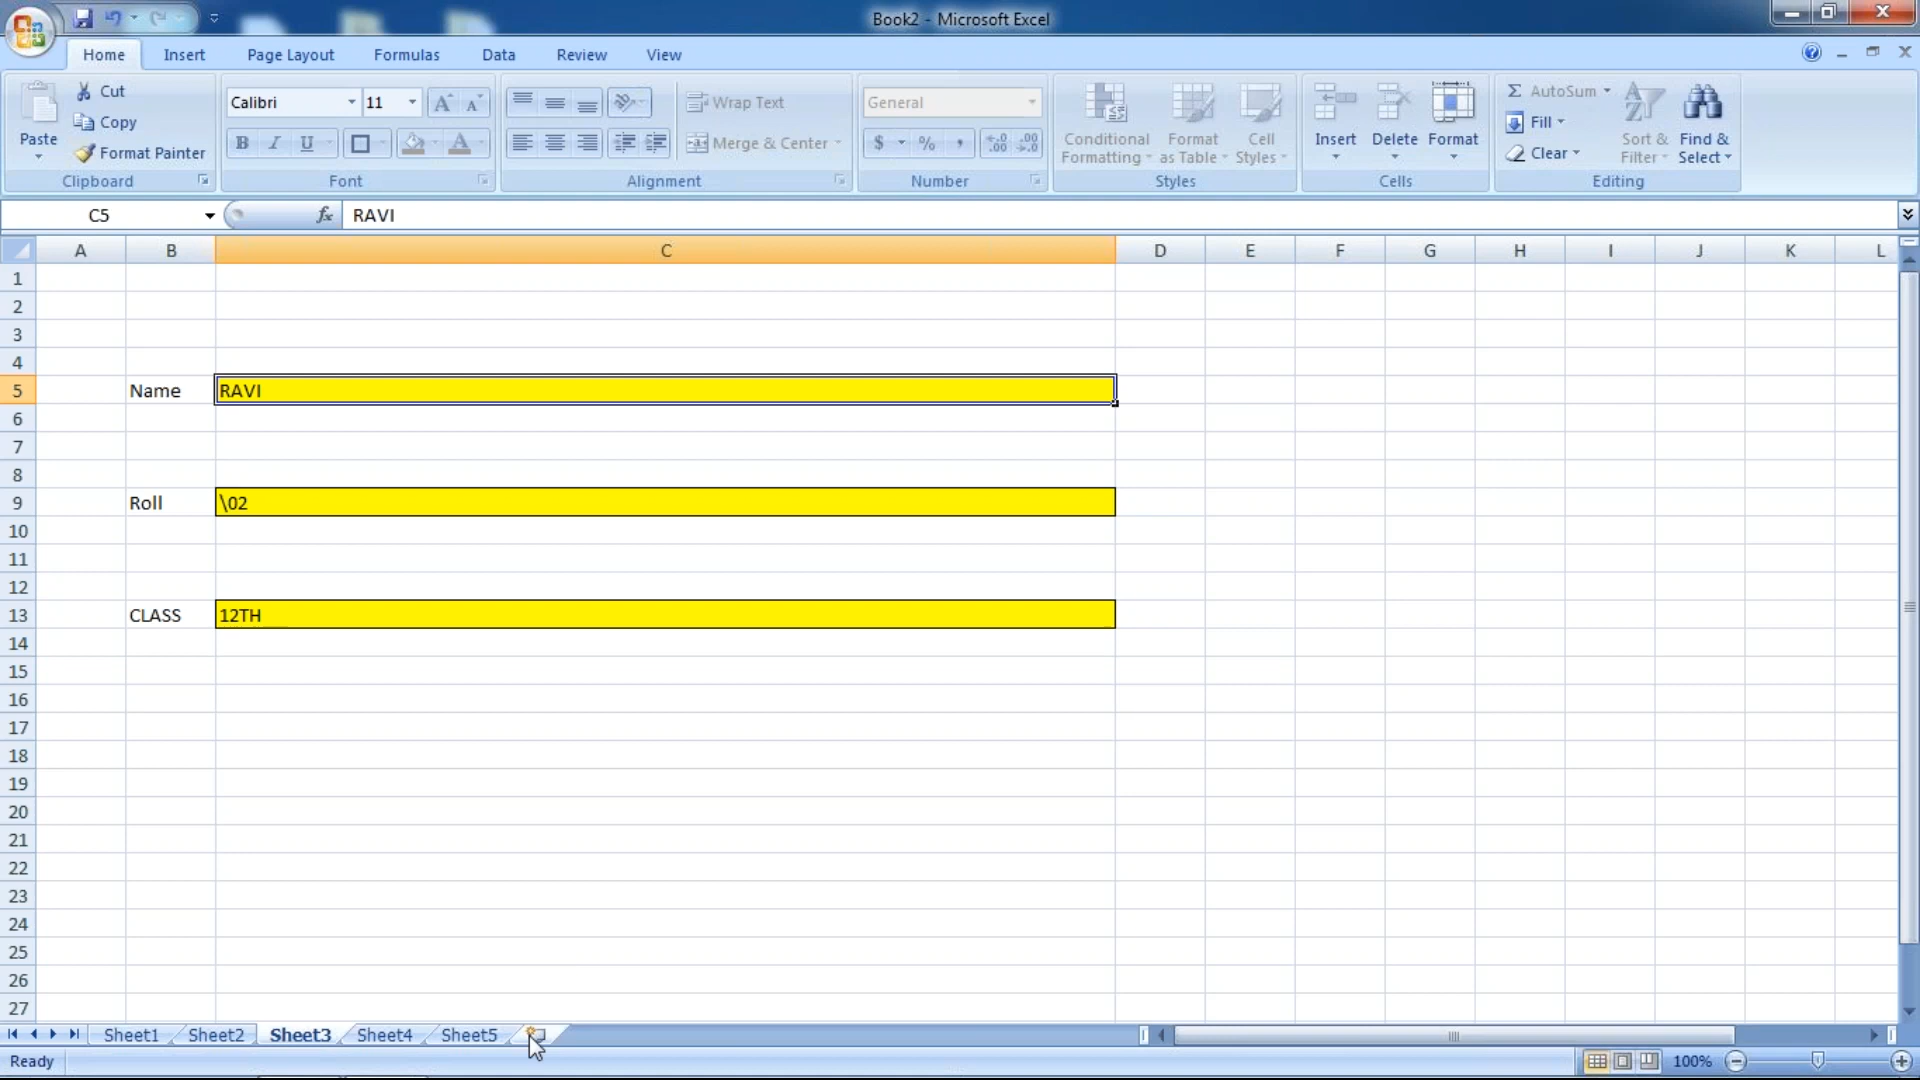 Book2 - Microsoft Excel
Home Insert Page Layout Formulas Data Review View
Paste Cut Copy Format Painter Clipboard
Calibri 11 B I U Font
Wrap Text Merge & Center Alignment
General $ % , Number
Conditional Formatting Format as Table Cell Styles Styles
Insert Delete Format Cells
Σ AutoSum Fill Clear Sort & Filter Find & Select Editing
C5 fx RAVI
A B C D E F G H I J K L
1
2
3
4
5 Name RAVI
6
7
8
9 Roll \02
10
11
12
13 CLASS 12TH
14
15
16
17
18
19
20
21
22
23
24
25
26
27
Sheet1 Sheet2 Sheet3 Sheet4 Sheet5
Ready 100%